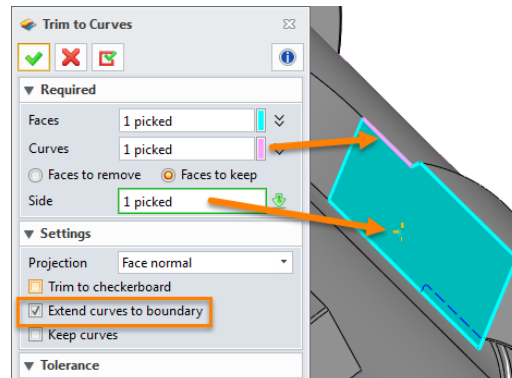 Trim to Curves
Required
Faces 1 picked
Curves 1 picked
Faces to remove Faces to keep
Side 1 picked
Settings
Projection Face normal
Trim to checkerboard
Extend curves to boundary
Keep curves
Tolerance